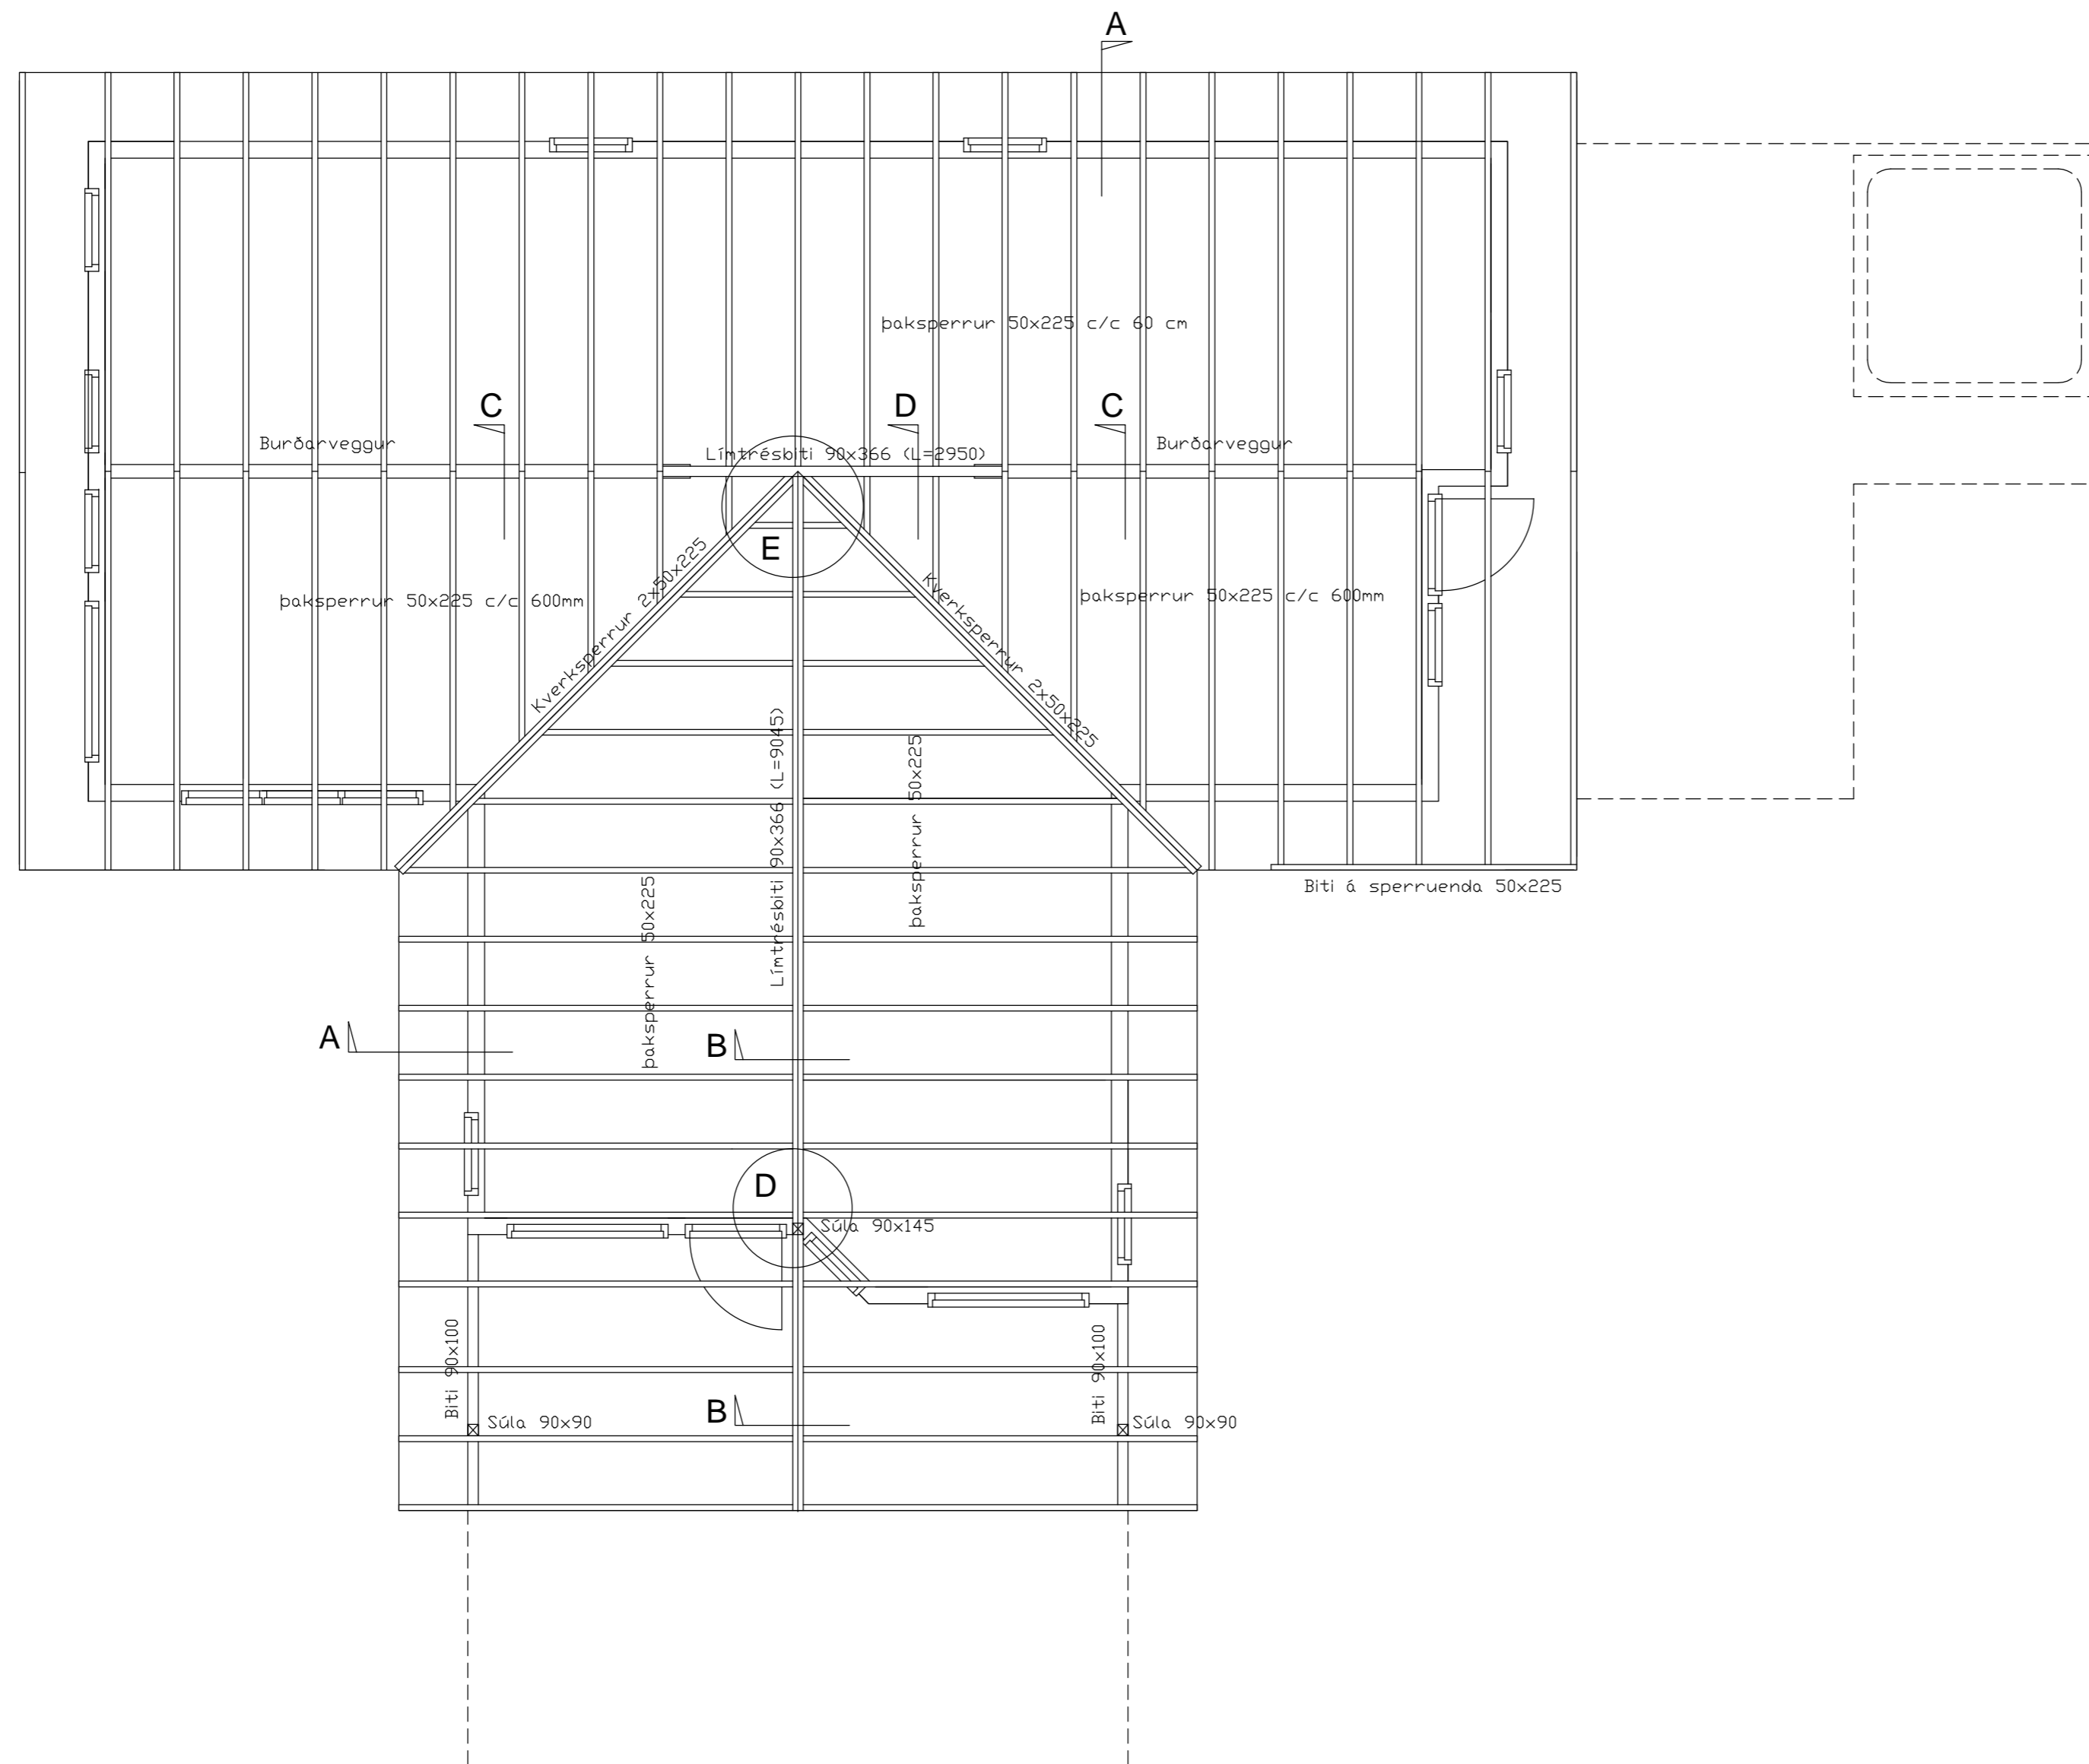 A
þaksperrur 50x225 c/c 60 cm
C
D
C
Burðarveggur
Límtrésbiti 90x366 (L=2950)
Burðarveggur
E
Kverksperrur 2x50x225
Kverksperrur 2x50x225
þaksperrur 50x225 c/c 600mm
þaksperrur 50x225 c/c 600mm
Límtrésbiti 90x366 (L=9045)
þaksperrur 50x225
þaksperrur 50x225
Biti á sperruenda 50x225
A
B
D
Súla 90x145
Biti 90x100
Biti 90x100
B
Súla 90x90
Súla 90x90